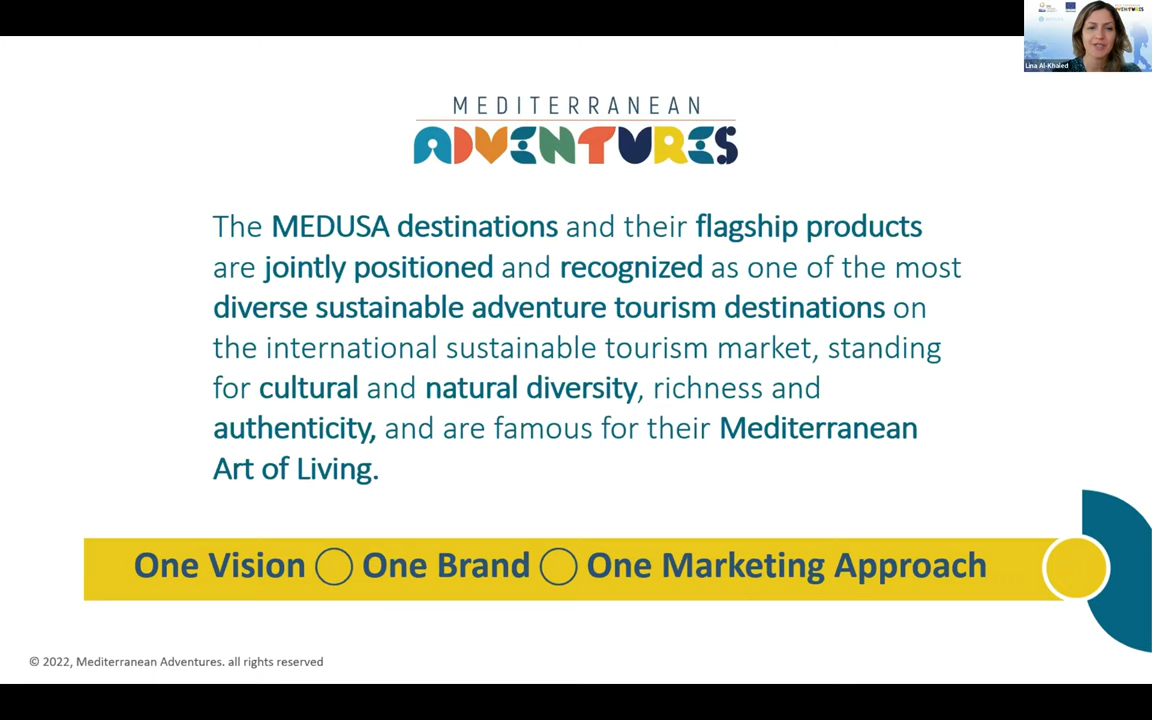 Lina Al-Khaled
MEDITERRANEAN
ADVENTURES
The MEDUSA destinations and their flagship products
are jointly positioned and recognized as one of the most
diverse sustainable adventure tourism destinations on
the international sustainable tourism market, standing
for cultural and natural diversity, richness and
authenticity, and are famous for their Mediterranean
Art of Living.
One Vision One Brand One Marketing Approach
© 2022, Mediterranean Adventures. all rights reserved